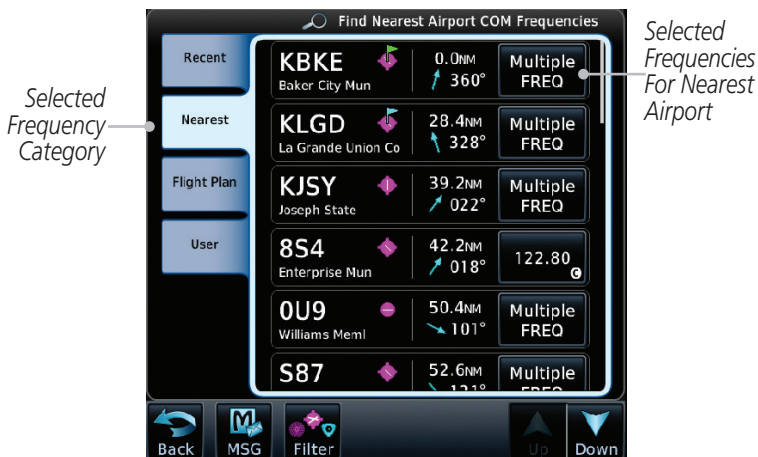 Find Nearest Airport COM Frequencies
Selected
Frequencies
For Nearest
Airport
Selected
Frequency
Category
Recent
Nearest
Flight Plan
User
KBKE
Baker City Mun
0.0NM
360°
Multiple
FREQ
KLGD
La Grande Union Co
28.4NM
328°
Multiple
FREQ
KJSY
Joseph State
39.2NM
022°
Multiple
FREQ
8S4
Enterprise Mun
42.2NM
018°
122.80
C
0U9
Williams Meml
50.4NM
101°
Multiple
FREQ
S87
52.6NM
Multiple
Back
MSG
Filter
Up
Down